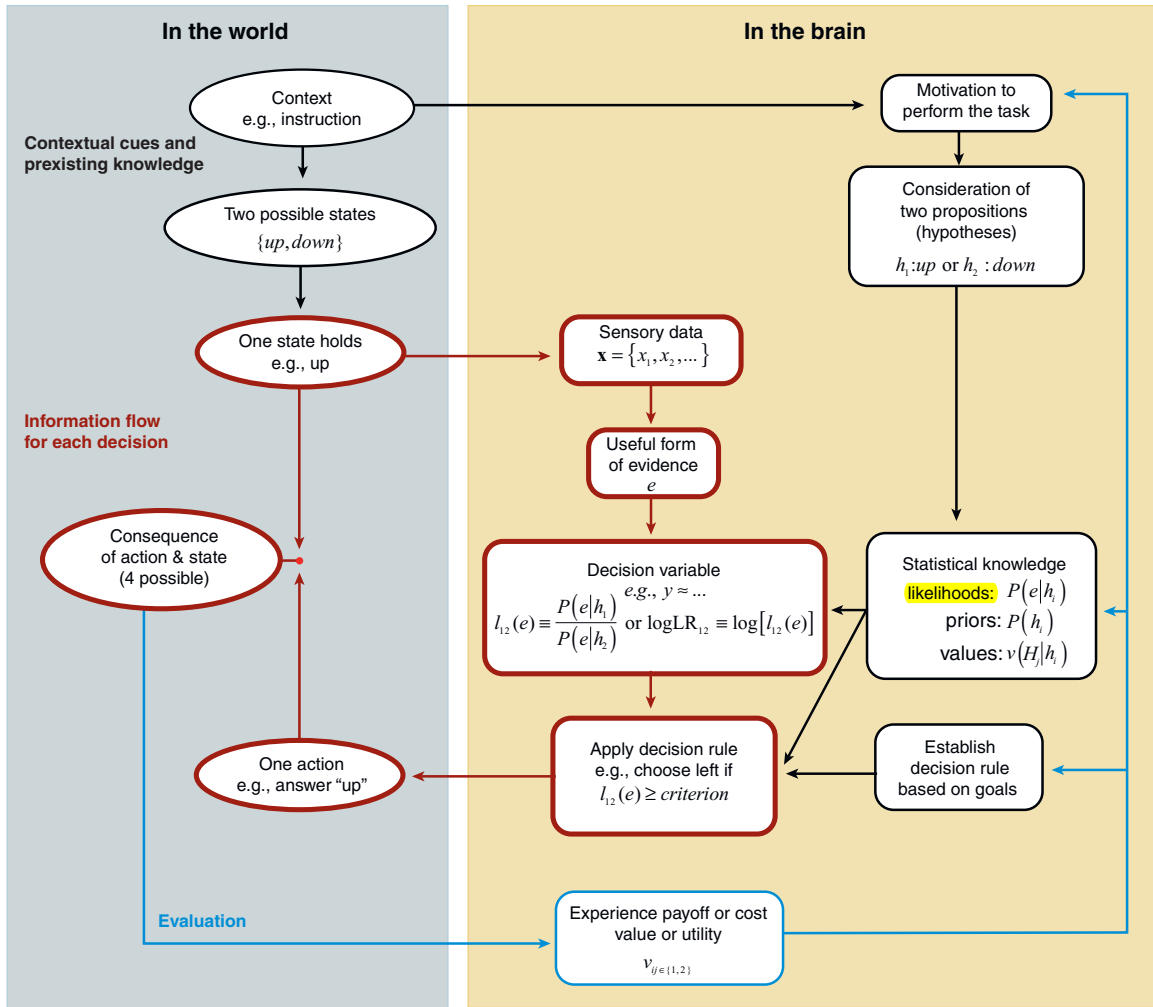 In the world
In the brain
Context
e.g., instruction
Motivation to
perform the task
Contextual cues and
prexisting knowledge
Two possible states
{up,down}
Consideration of
two propositions
(hypotheses)
h₁:up or h₂ : down
One state holds
e.g., up
Sensory data
x = {x₁, x₂,...}
Information flow
for each decision
Useful form
of evidence
e
Consequence
of action & state
(4 possible)
Decision variable
e.g., y ≈ ...
l₁₂(e) ≡ P(e|h₁)/P(e|h₂) or logLR₁₂ ≡ log[l₁₂(e)]
Statistical knowledge
likelihoods: P(e|hᵢ)
priors: P(hᵢ)
values: v(Hⱼ|hᵢ)
One action
e.g., answer “up”
Apply decision rule
e.g., choose left if
l₁₂(e) ≥ criterion
Establish
decision rule
based on goals
Evaluation
Experience payoff or cost
value or utility
v_{ij∈{1,2}}